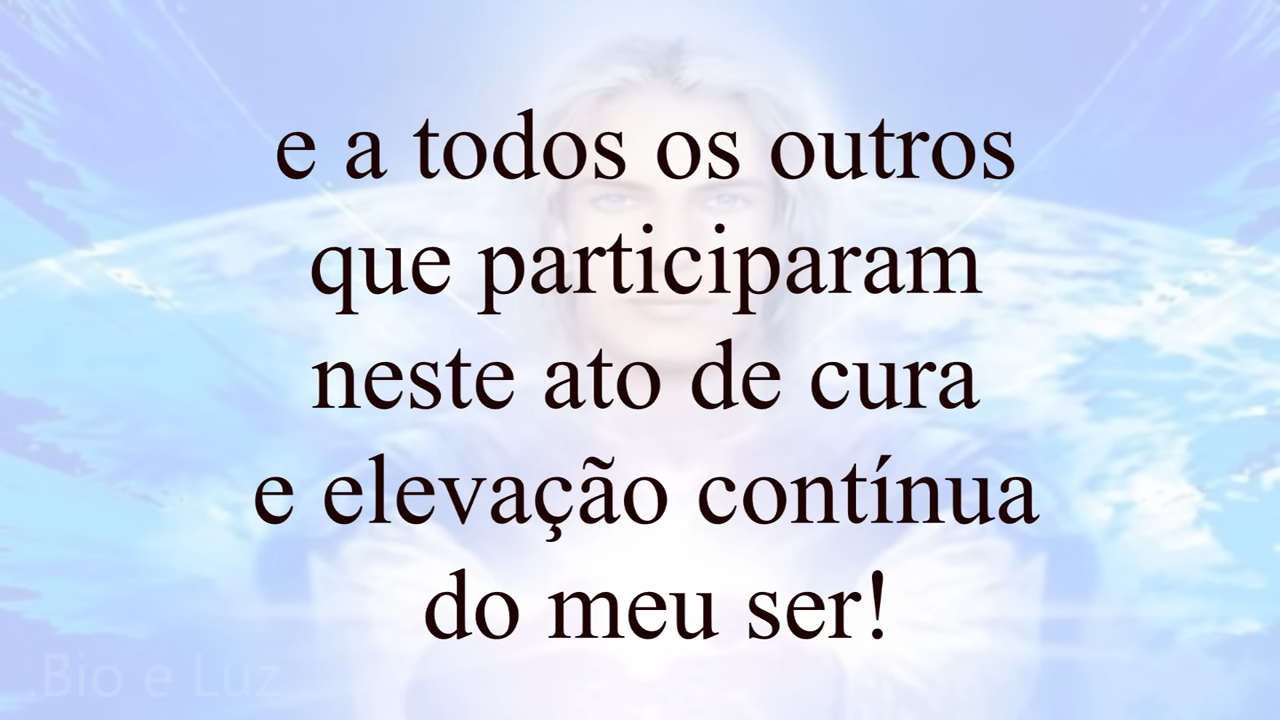 e a todos os outros
que participaram
neste ato de cura
e elevação contínua
do meu ser!
Bio e Luz